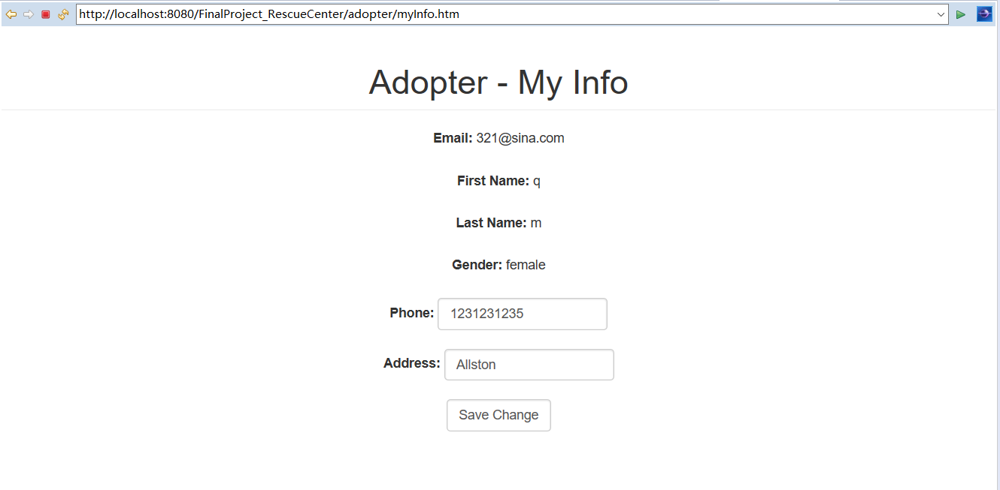 http://localhost:8080/FinalProject_RescueCenter/adopter/myInfo.htm
Adopter - My Info
Email: 321@sina.com
First Name: q
Last Name: m
Gender: female
Phone: 1231231235
Address: Allston
Save Change